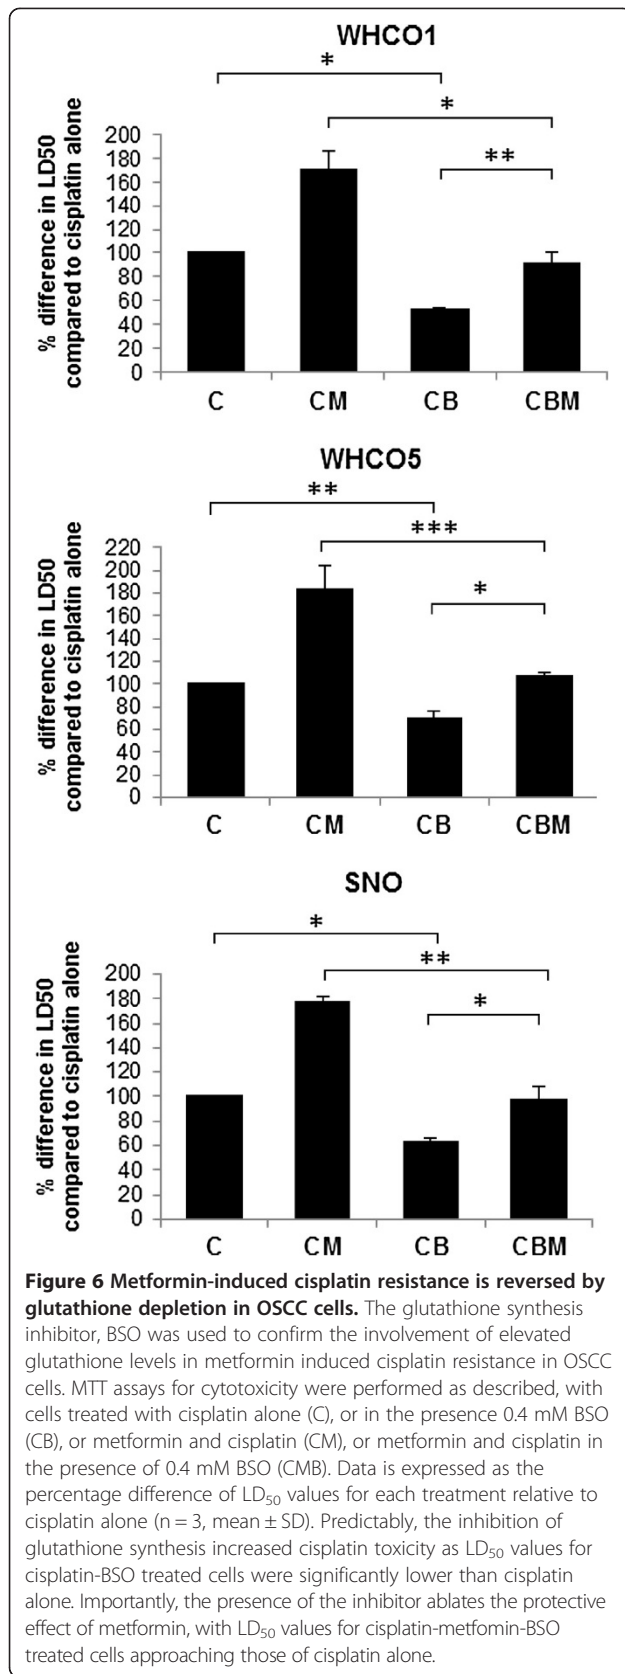 WHCO1
*
*
**
% difference in LD50
compared to cisplatin alone
200
180
160
140
120
100
80
60
40
20
0
C CM CB CBM
WHCO5
**
***
*
% difference in LD50
compared to cisplatin alone
220
200
180
160
140
120
100
80
60
40
20
0
C CM CB CBM
SNO
*
**
*
% difference in LD50
compared to cisplatin alone
200
180
160
140
120
100
80
60
40
20
0
C CM CB CBM
Figure 6 Metformin-induced cisplatin resistance is reversed by
glutathione depletion in OSCC cells. The glutathione synthesis
inhibitor, BSO was used to confirm the involvement of elevated
glutathione levels in metformin induced cisplatin resistance in OSCC
cells. MTT assays for cytotoxicity were performed as described, with
cells treated with cisplatin alone (C), or in the presence 0.4 mM BSO
(CB), or metformin and cisplatin (CM), or metformin and cisplatin in
the presence of 0.4 mM BSO (CMB). Data is expressed as the
percentage difference of LD50 values for each treatment relative to
cisplatin alone (n = 3, mean ± SD). Predictably, the inhibition of
glutathione synthesis increased cisplatin toxicity as LD50 values for
cisplatin-BSO treated cells were significantly lower than cisplatin
alone. Importantly, the presence of the inhibitor ablates the protective
effect of metformin, with LD50 values for cisplatin-metfomin-BSO
treated cells approaching those of cisplatin alone.